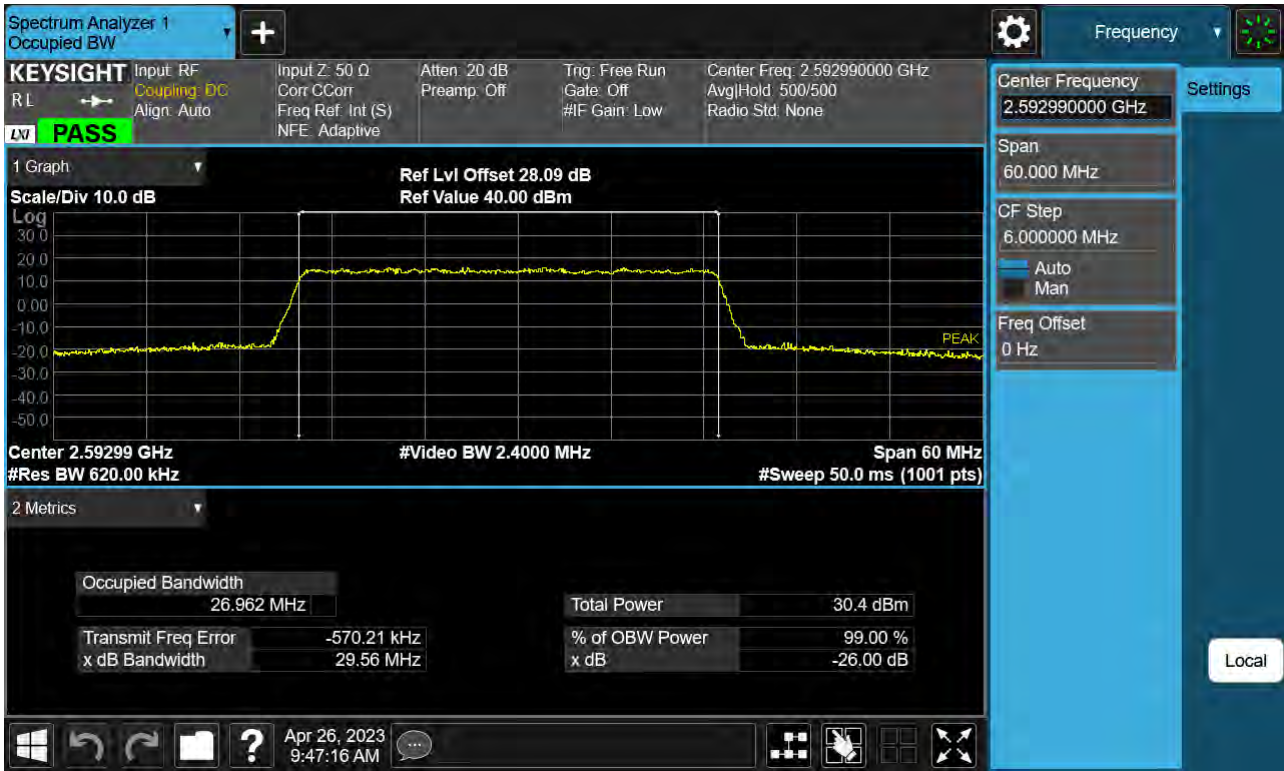 Spectrum Analyzer 1
Occupied BW
Frequency
KEYSIGHT
RL
LXI
PASS
Input: RF
Coupling: DC
Align: Auto
Input Z: 50 Ω
Corr CCorr
Freq Ref: Int (S)
NFE: Adaptive
Atten: 20 dB
Preamp: Off
Trig: Free Run
Gate: Off
#IF Gain: Low
Center Freq: 2.592990000 GHz
Avg|Hold: 500/500
Radio Std: None
Center Frequency
2.592990000 GHz
Settings
Span
60.000 MHz
CF Step
6.000000 MHz
Auto
Man
Freq Offset
0 Hz
Local
1 Graph
Scale/Div 10.0 dB
Ref Lvl Offset 28.09 dB
Ref Value 40.00 dBm
Log
30.0
20.0
10.0
0.00
-10.0
-20.0
-30.0
-40.0
-50.0
PEAK
Center 2.59299 GHz
#Video BW 2.4000 MHz
Span 60 MHz
#Res BW 620.00 kHz
#Sweep 50.0 ms (1001 pts)
2 Metrics
Occupied Bandwidth
26.962 MHz
Total Power 30.4 dBm
Transmit Freq Error -570.21 kHz
% of OBW Power 99.00 %
x dB Bandwidth 29.56 MHz
x dB -26.00 dB
?
Apr 26, 2023
9:47:16 AM